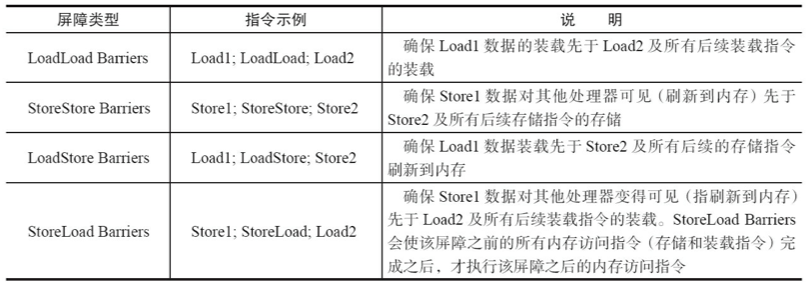 屏障类型 指令示例 说 明
LoadLoad Barriers Load1; LoadLoad; Load2 确保 Load1 数据的装载先于 Load2 及所有后续装载指令
的装载
StoreStore Barriers Store1; StoreStore; Store2 确保 Store1 数据对其他处理器可见（刷新到内存）先于
Store2 及所有后续存储指令的存储
LoadStore Barriers Load1; LoadStore; Store2 确保 Load1 数据装载先于 Store2 及所有后续的存储指令
刷新到内存
StoreLoad Barriers Store1; StoreLoad; Load2 确保 Store1 数据对其他处理器变得可见（指刷新到内存）
先于 Load2 及所有后续装载指令的装载。StoreLoad Barriers
会使该屏障之前的所有内存访问指令（存储和装载指令）完
成之后，才执行该屏障之后的内存访问指令